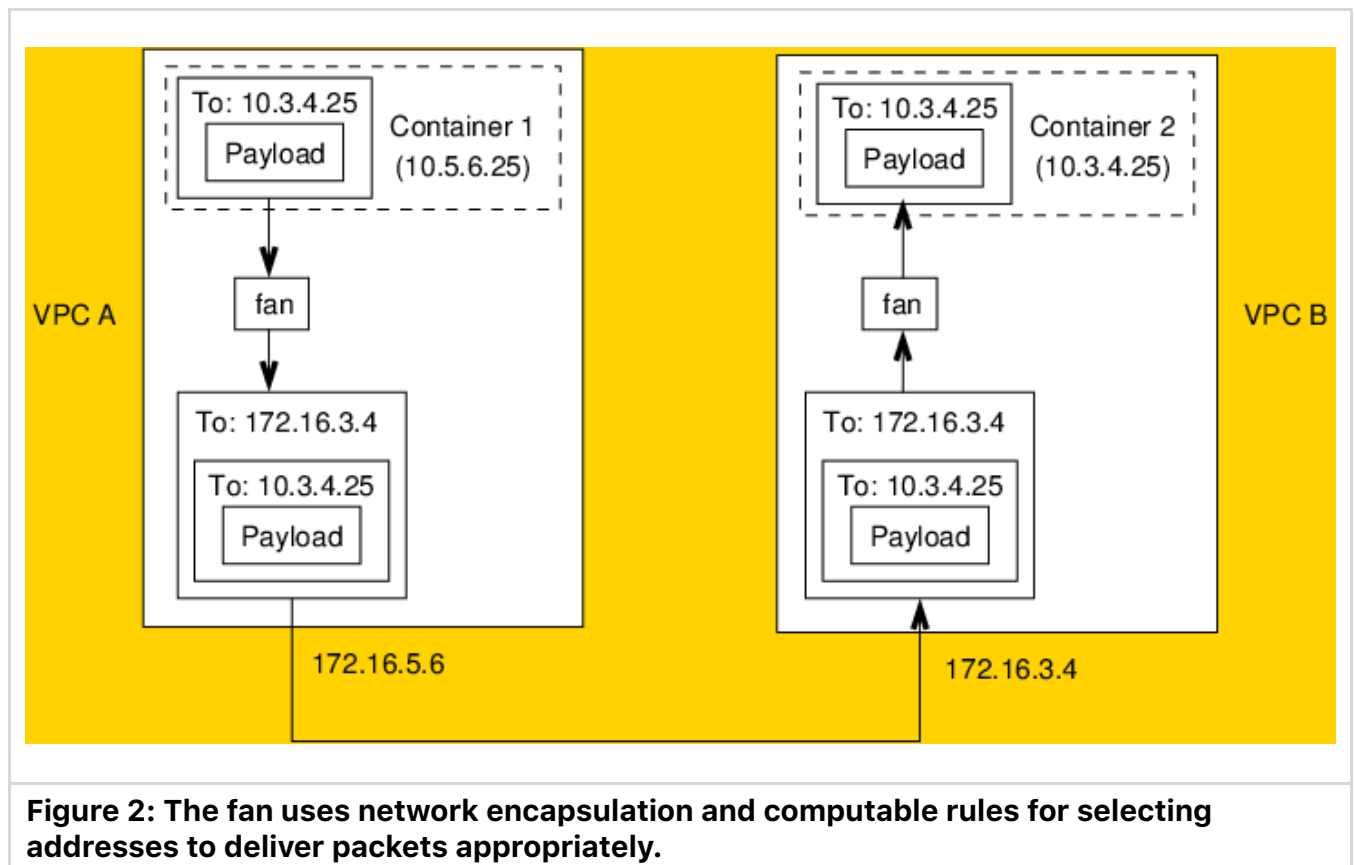 To: 10.3.4.25
Payload
Container 1
(10.5.6.25)
fan
To: 172.16.3.4
To: 10.3.4.25
Payload
VPC A
172.16.5.6
To: 10.3.4.25
Payload
Container 2
(10.3.4.25)
fan
To: 172.16.3.4
To: 10.3.4.25
Payload
VPC B
172.16.3.4
Figure 2: The fan uses network encapsulation and computable rules for selecting
addresses to deliver packets appropriately.